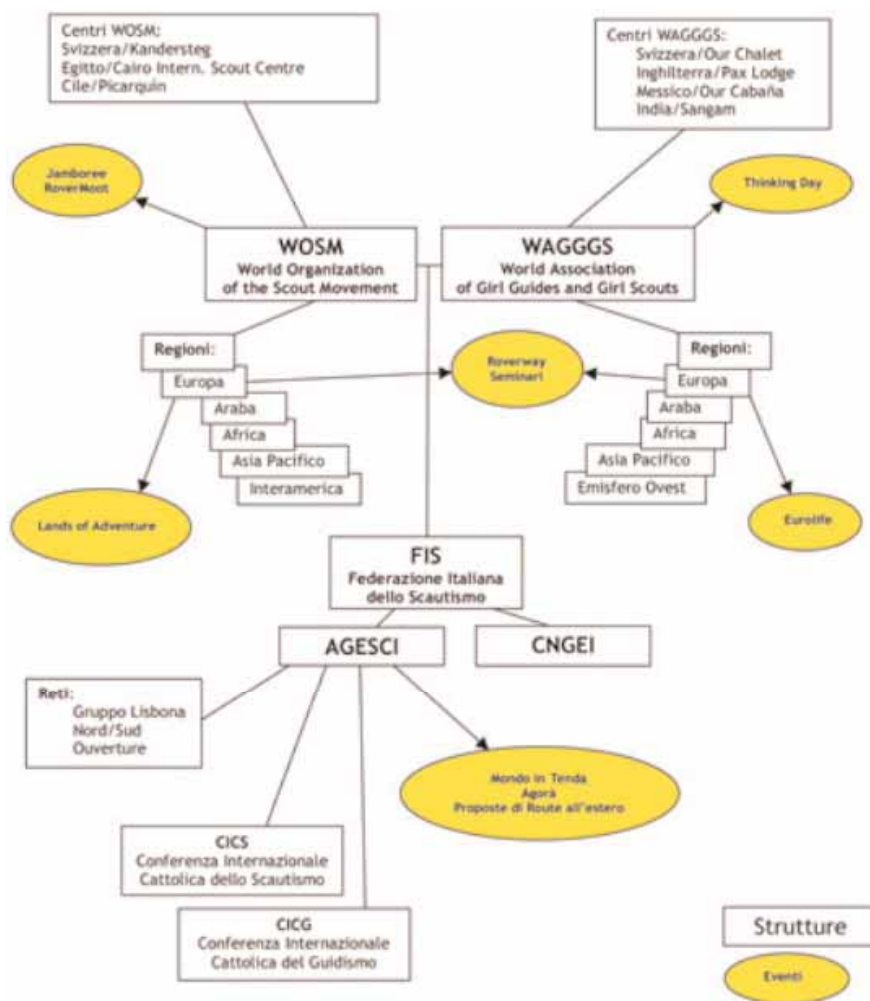 Centri WOSM:
Svizzera/Kandersteg
Egitto/Cairo Intern. Scout Centre
Cile/Picarquin
Centri WAGGGS:
Svizzera/Our Chalet
Inghilterra/Pax Lodge
Messico/Our Cabaña
India/Sangam
Jamboree
RoverMoot
Thinking Day
WOSM
World Organization
of the Scout Movement
WAGGGS
World Association
of Girl Guides and Girl Scouts
Regioni:
Europa
Araba
Africa
Asia Pacifico
Interamerica
Roverway
Seminari
Regioni:
Europa
Araba
Africa
Asia Pacifico
Emisfero Ovest
Lands of Adventure
Eurolife
FIS
Federazione Italiana
dello Scautismo
AGESCI
CNGEI
Reti:
Gruppo Lisbona
Nord/Sud
Ouverture
Mondo in Tenda
Agorà
Proposte di Route all'estero
CICS
Conferenza Internazionale
Cattolica dello Scautismo
CICG
Conferenza Internazionale
Cattolica del Guidismo
Strutture
Eventi